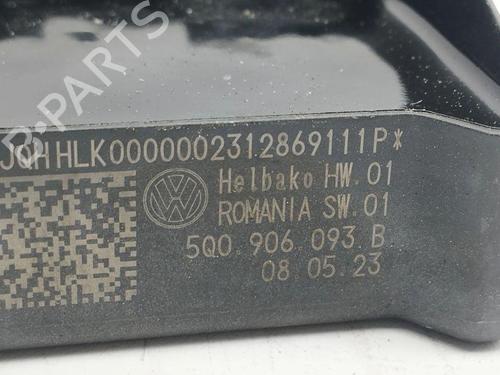 B-PARTS
JQH HLK0000002312869111P*
Helbako HW.01
ROMANIA SW.01
5Q0.906.093.B
08.05.23